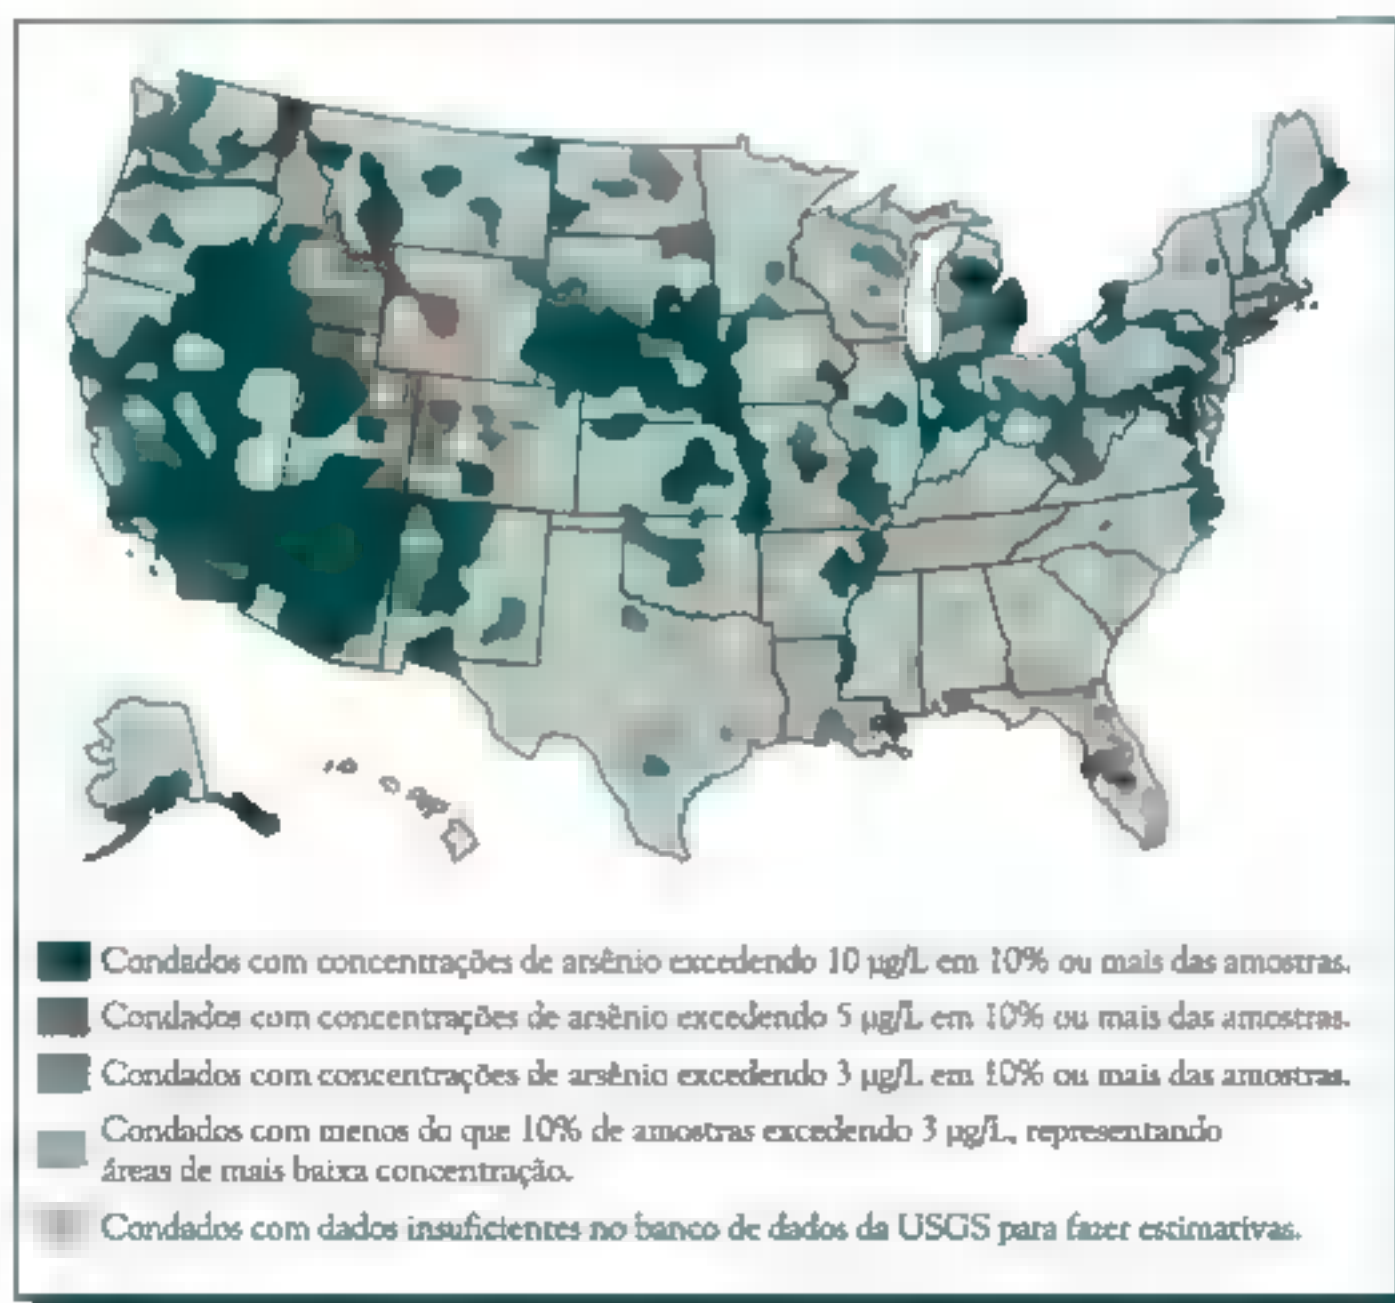 Condados com concentrações de arsênio excedendo 10 µg/L em 10% ou mais das amostras.
Condados com concentrações de arsênio excedendo 5 µg/L em 10% ou mais das amostras.
Condados com concentrações de arsênio excedendo 3 µg/L em 10% ou mais das amostras.
Condados com menos do que 10% de amostras excedendo 3 µg/L, representando
áreas de mais baixa concentração.
Condados com dados insuficientes no banco de dados da USGS para fazer estimativas.